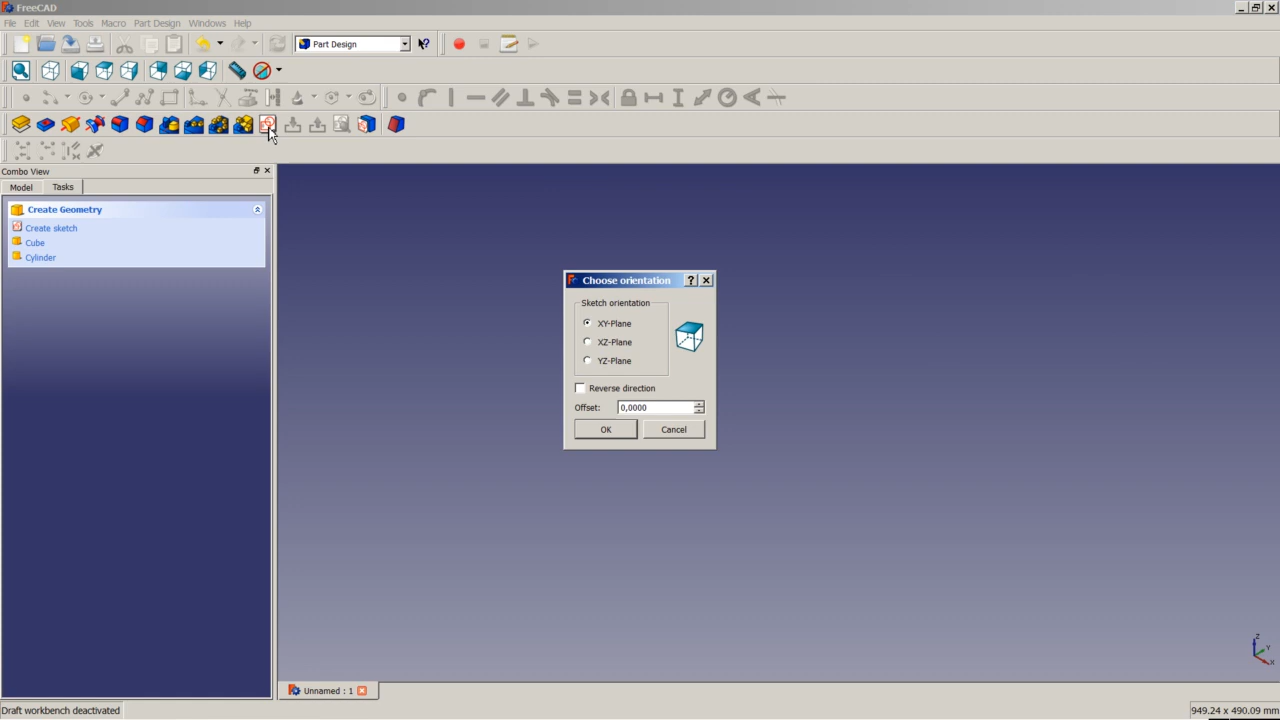 FreeCAD
File Edit View Tools Macro Part Design Windows Help
Part Design
Combo View
Model Tasks
Create Geometry
Create sketch
Cube
Cylinder
Choose orientation
Sketch orientation
XY-Plane
XZ-Plane
YZ-Plane
Reverse direction
Offset: 0,0000
OK Cancel
Z
Y
X
Unnamed : 1
Draft workbench deactivated 949.24 x 490.09 mm